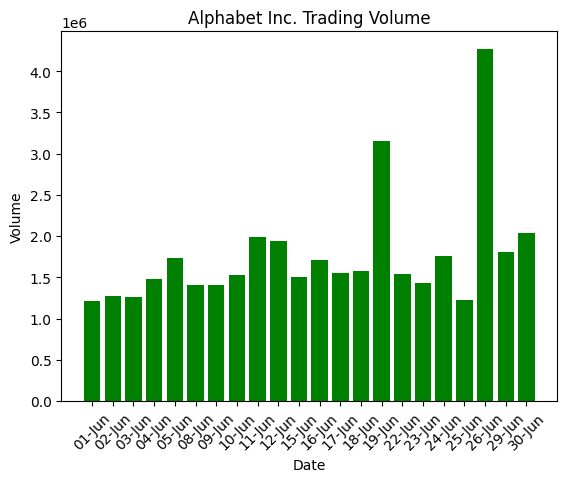 Alphabet Inc. Trading Volume
1e6
4.0
3.5
3.0
2.5
2.0
1.5
1.0
0.5
0.0
Volume
01-Jun
02-Jun
03-Jun
04-Jun
05-Jun
08-Jun
09-Jun
10-Jun
11-Jun
12-Jun
15-Jun
16-Jun
17-Jun
18-Jun
19-Jun
22-Jun
23-Jun
24-Jun
25-Jun
26-Jun
29-Jun
30-Jun
Date